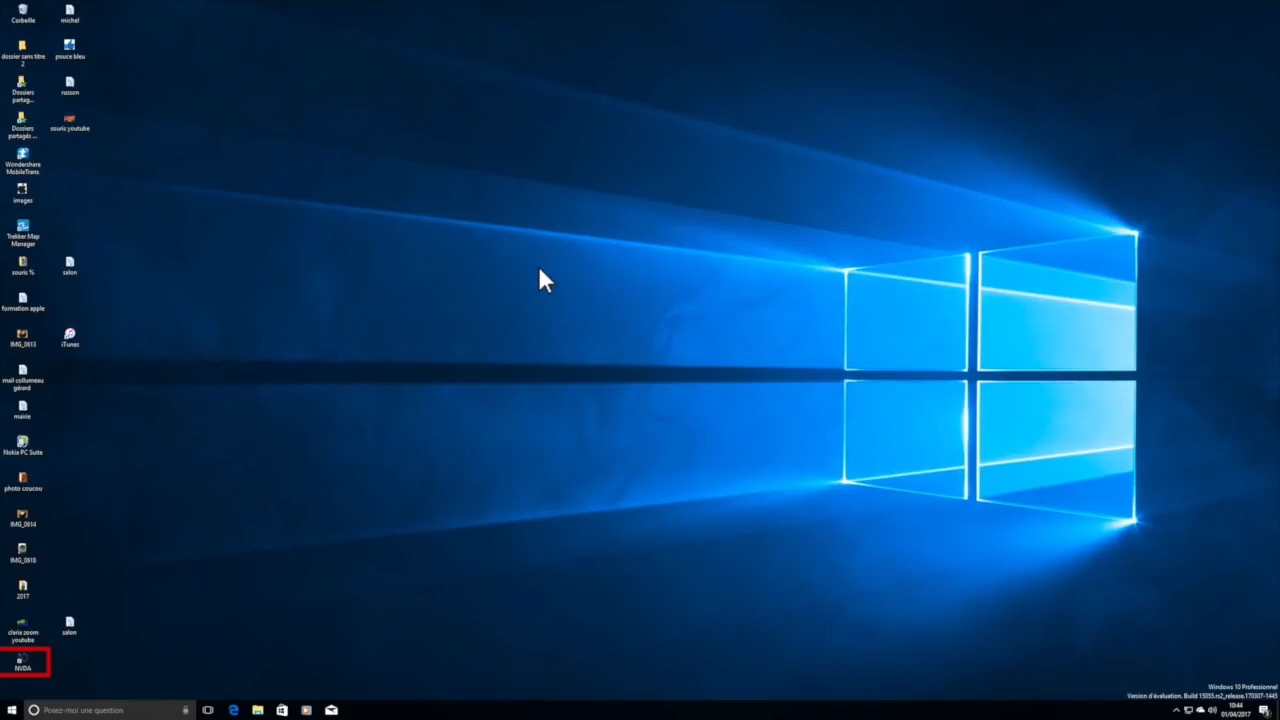 Corbeille
michel
dossier sans titre
2
pouce bleu
Dossiers
partag...
russon
Dossiers
partagés ...
souris youtube
Wondershare
MobileTrans
images
Trekker Map
Manager
souris %
salon
formation apple
IMG_0613
iTunes
mail collumeau
gérard
mairie
Nokia PC Suite
photo coucou
IMG_0614
IMG_0618
2017
claria zoom
youtube
salon
NVDA
Windows 10 Professionnel
Version d'évaluation. Build 15055.rs2_release.170307-1445
Posez-moi une question
10:44
01/04/2017